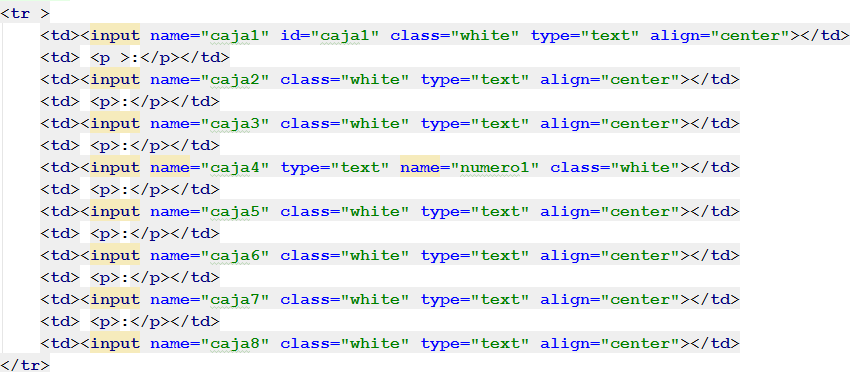 <tr >
<td><input name="caja1" id="caja1" class="white" type="text" align="center"></td>
<td> <p >:</p></td>
<td><input name="caja2" class="white" type="text" align="center"></td>
<td> <p>:</p></td>
<td><input name="caja3" class="white" type="text" align="center"></td>
<td> <p>:</p></td>
<td><input name="caja4" type="text" name="numero1" class="white"></td>
<td> <p>:</p></td>
<td><input name="caja5" class="white" type="text" align="center"></td>
<td> <p>:</p></td>
<td><input name="caja6" class="white" type="text" align="center"></td>
<td> <p>:</p></td>
<td><input name="caja7" class="white" type="text" align="center"></td>
<td> <p>:</p></td>
<td><input name="caja8" class="white" type="text" align="center"></td>
</tr>